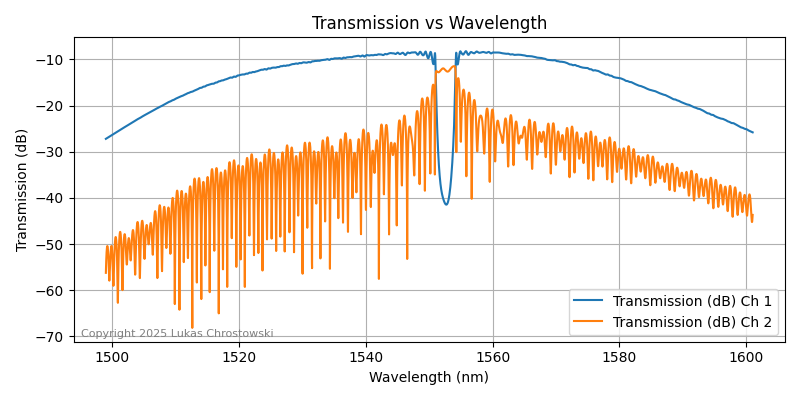 Transmission vs Wavelength
Transmission (dB)
−10
−20
−30
−40
−50
−60
−70
Copyright 2025 Lukas Chrostowski
Transmission (dB) Ch 1
Transmission (dB) Ch 2
1500
1520
1540
1560
1580
1600
Wavelength (nm)